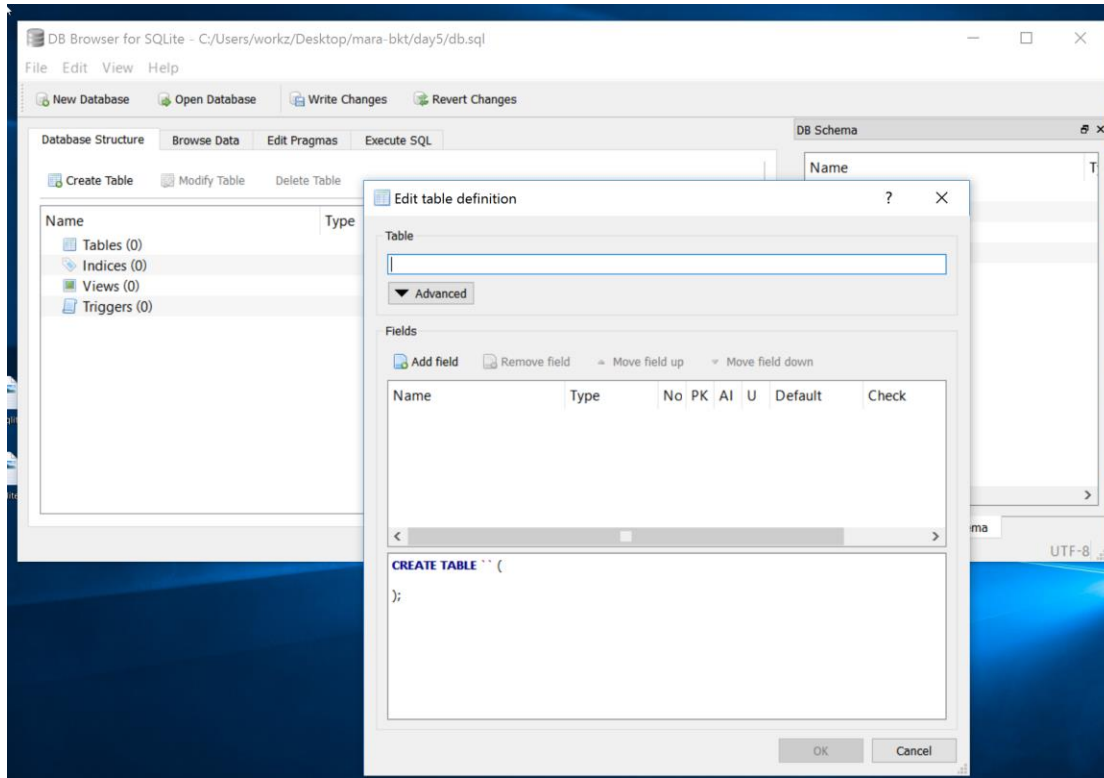 DB Browser for SQLite - C:/Users/workz/Desktop/mara-bkt/day5/db.sql
File Edit View Help
New Database Open Database Write Changes Revert Changes
Database Structure Browse Data Edit Pragmas Execute SQL
DB Schema
Create Table Modify Table Delete Table
Name
Name Type
Tables (0)
Indices (0)
Views (0)
Triggers (0)
Edit table definition
Table
Advanced
Fields
Add field Remove field Move field up Move field down
Name Type No PK AI U Default Check
CREATE TABLE `` (
);
OK Cancel
ma
UTF-8